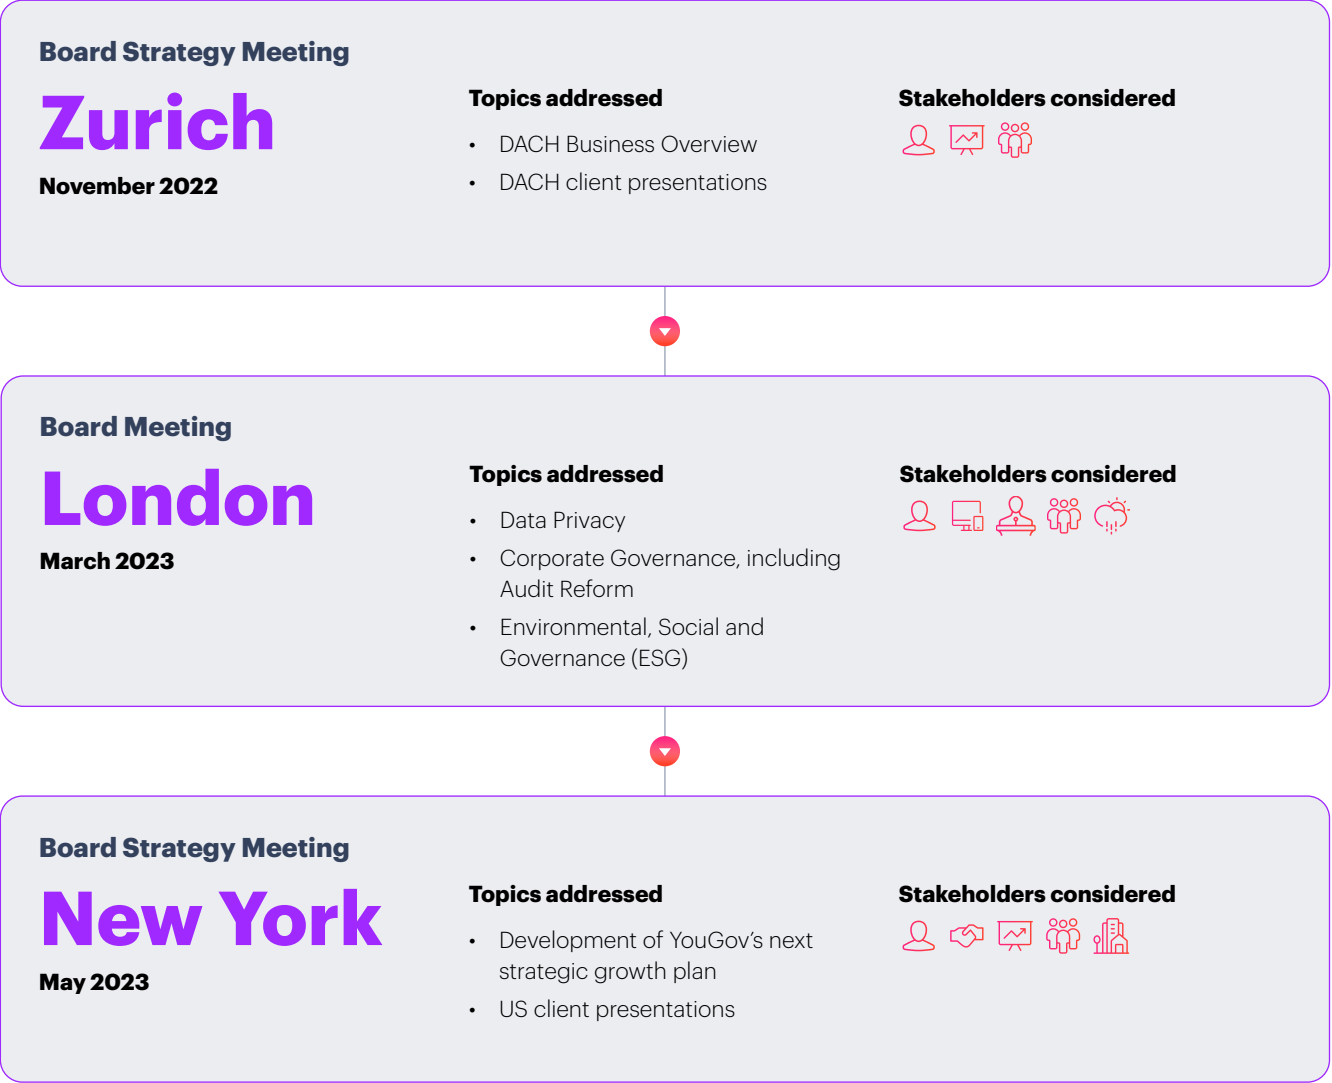 Board Strategy Meeting
Zurich
November 2022
Topics addressed
• DACH Business Overview
• DACH client presentations
Stakeholders considered
Board Meeting
London
March 2023
Topics addressed
• Data Privacy
• Corporate Governance, including
Audit Reform
• Environmental, Social and
Governance (ESG)
Stakeholders considered
Board Strategy Meeting
New York
May 2023
Topics addressed
• Development of YouGov’s next
strategic growth plan
• US client presentations
Stakeholders considered